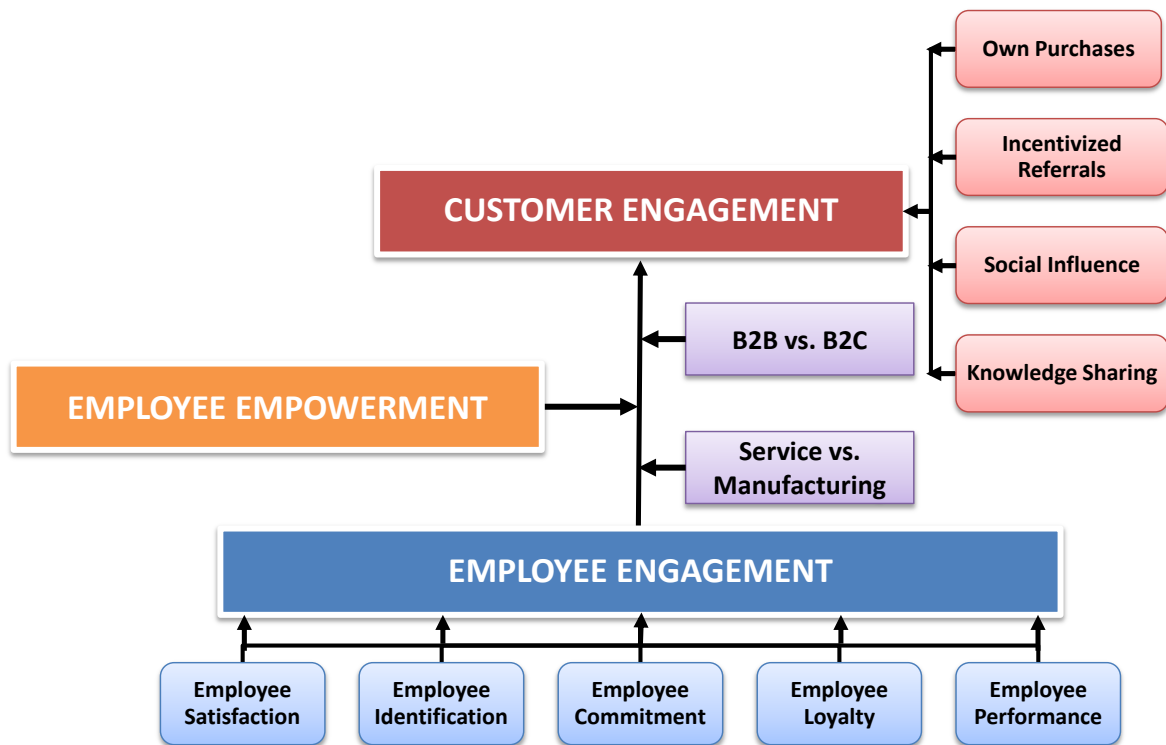 Own Purchases
Incentivized
Referrals
CUSTOMER ENGAGEMENT
Social Influence
B2B vs. B2C
Knowledge Sharing
EMPLOYEE EMPOWERMENT
Service vs.
Manufacturing
EMPLOYEE ENGAGEMENT
Employee
Satisfaction
Employee
Identification
Employee
Commitment
Employee
Loyalty
Employee
Performance